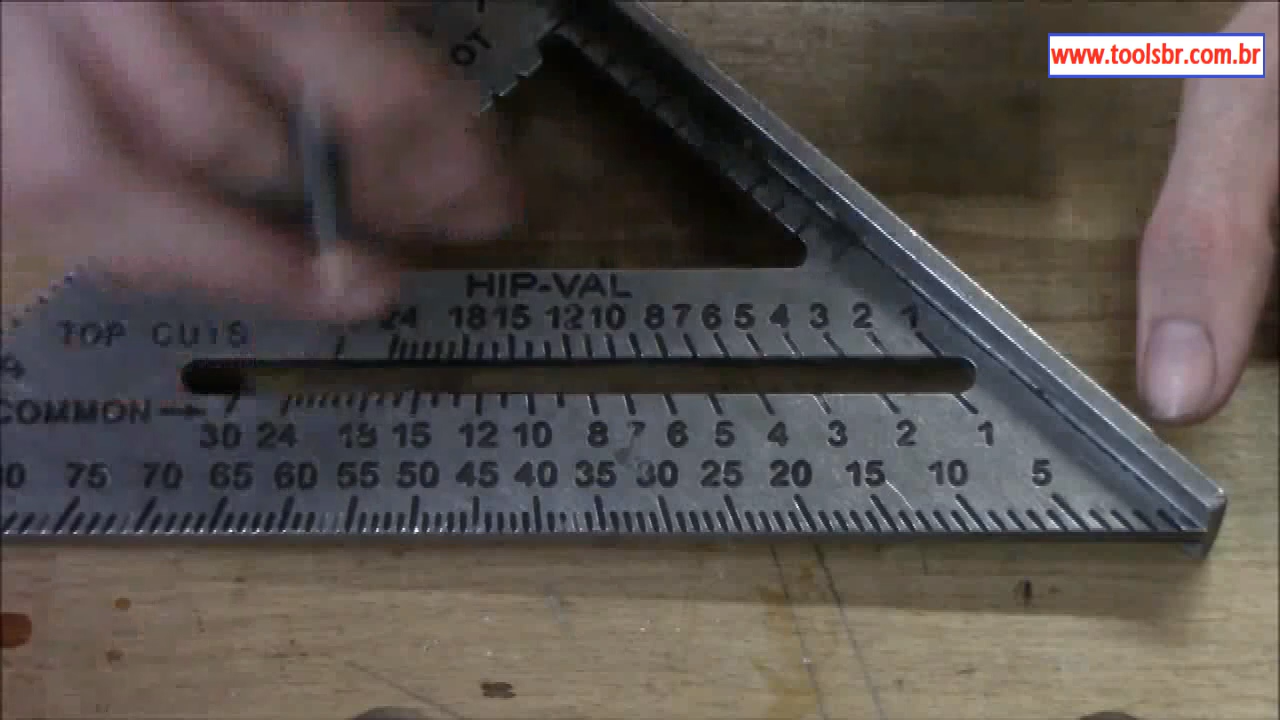 www.toolsbr.com.br
TO
HIP-VAL
24 18 15 12 10 8 7 6 5 4 3 2 1
TOP CUTS
COMMON
30 24 18 15 12 10 8 7 6 5 4 3 2 1
80 75 70 65 60 55 50 45 40 35 30 25 20 15 10 5